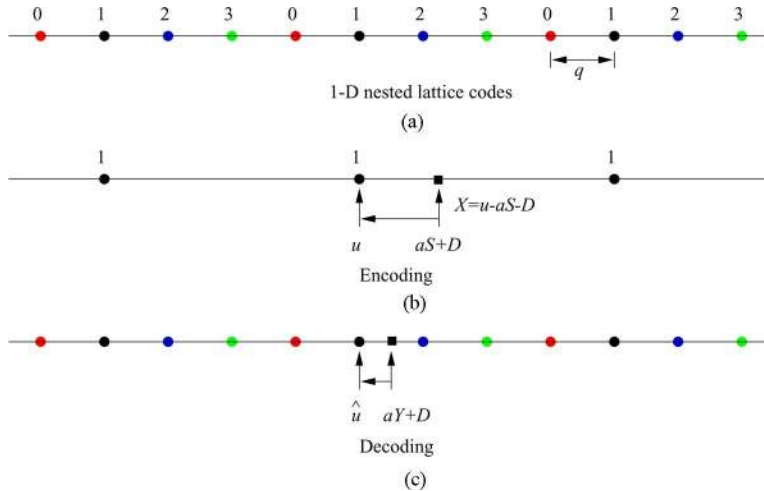 0 1 2 3 0 1 2 3 0 1 2 3
q
1-D nested lattice codes
(a)
1 1 1
X=u-aS-D
u aS+D
Encoding
(b)
û aY+D
Decoding
(c)